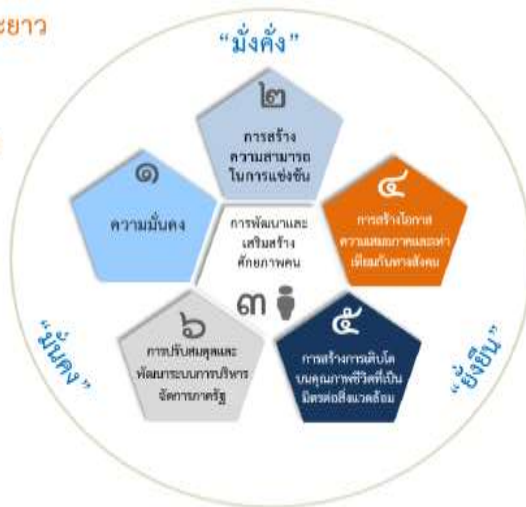 ะยาว
“มั่งคั่ง”
๒
การสร้าง
ความสามารถ
ในการแข่งขัน
๑
ความมั่นคง
๔
การสร้างโอกาส
ความเสมอภาคและเท่า
เทียมกันทางสังคม
การพัฒนาและ
เสริมสร้าง
ศักยภาพคน
๓
๖
การปรับสมดุลและ
พัฒนาระบบการบริหาร
จัดการภาครัฐ
๕
การสร้างการเติบโต
บนคุณภาพชีวิตที่เป็น
มิตรต่อสิ่งแวดล้อม
“มั่นคง”
“ยั่งยืน”